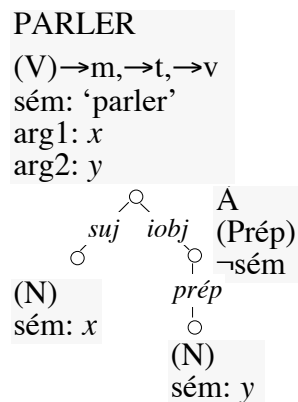 PARLER
(V)→m,→t,→v
sém: ‘parler’
arg1: x
arg2: y
suj iobj
À
(Prép)
¬sém
prép
(N)
sém: x
(N)
sém: y